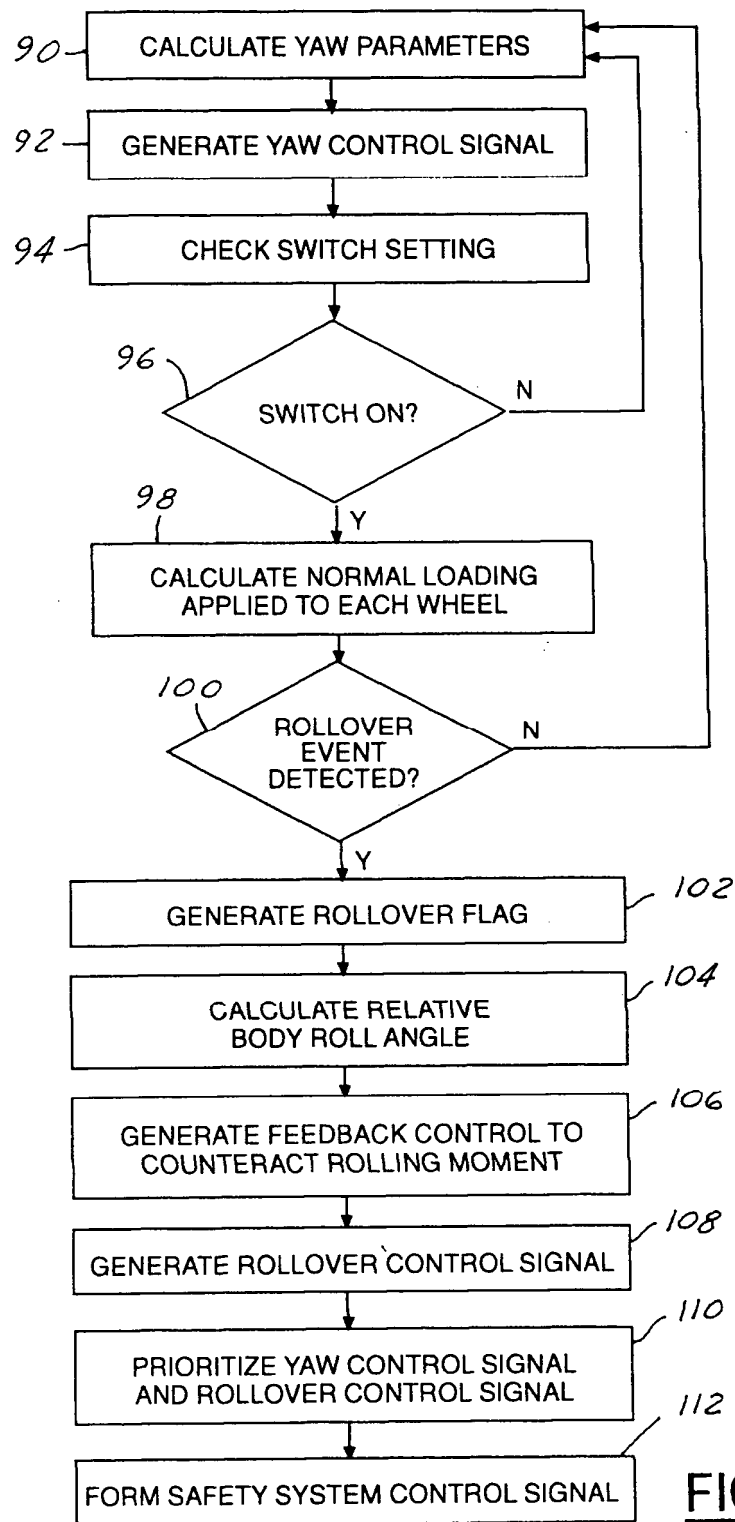 90
CALCULATE YAW PARAMETERS
92
GENERATE YAW CONTROL SIGNAL
94
CHECK SWITCH SETTING
96
SWITCH ON?
N
Y
98
CALCULATE NORMAL LOADING
APPLIED TO EACH WHEEL
100
ROLLOVER
EVENT
DETECTED?
N
Y
GENERATE ROLLOVER FLAG
102
CALCULATE RELATIVE
BODY ROLL ANGLE
104
GENERATE FEEDBACK CONTROL TO
COUNTERACT ROLLING MOMENT
106
GENERATE ROLLOVER CONTROL SIGNAL
108
PRIORITIZE YAW CONTROL SIGNAL
AND ROLLOVER CONTROL SIGNAL
110
FORM SAFETY SYSTEM CONTROL SIGNAL
112